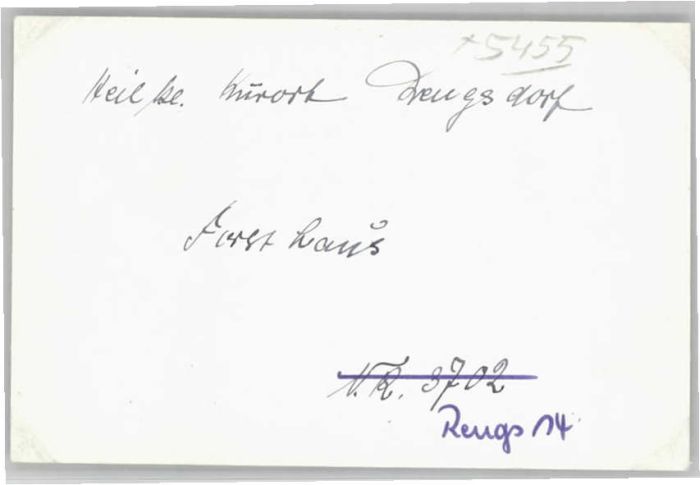 *5455
Heilkl. Kurort Rengsdorf
Forsthaus
N.R. 3702
Rengs 14